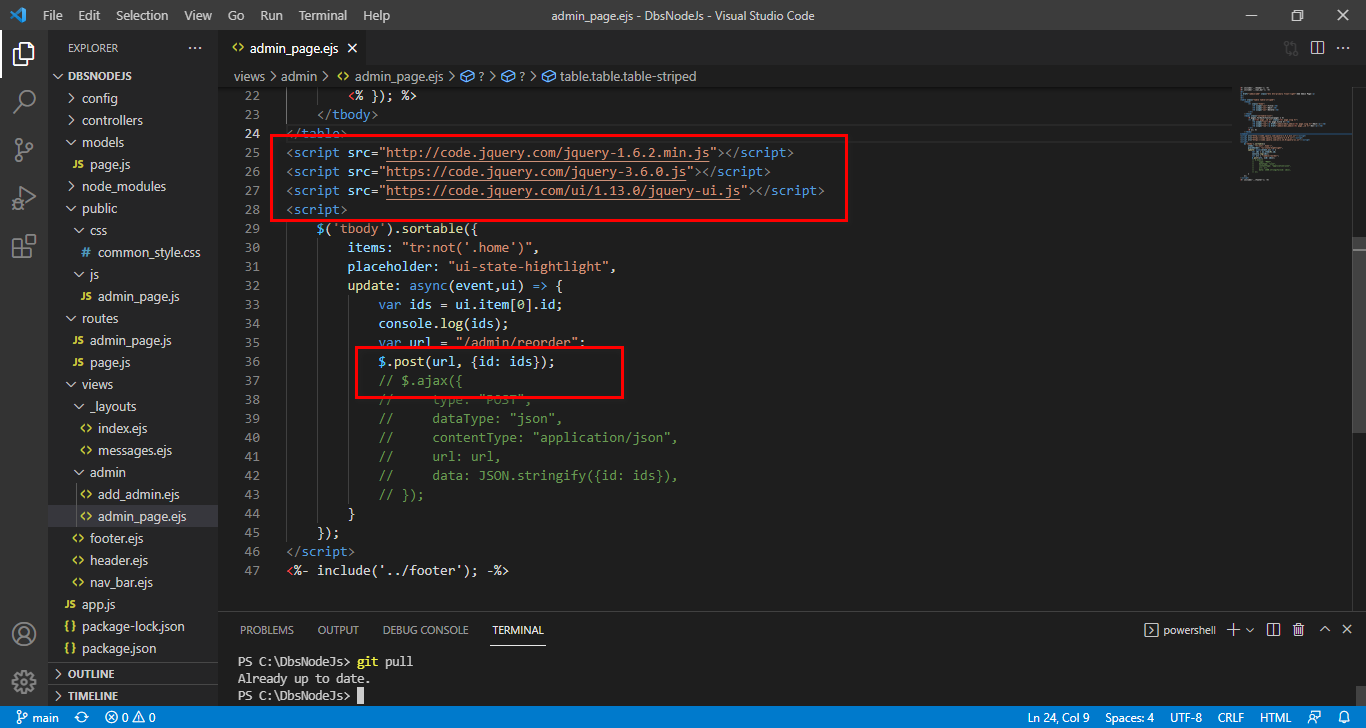 File Edit Selection View Go Run Terminal Help
admin_page.ejs - DbsNodeJs - Visual Studio Code
EXPLORER
DBSNODEJS
config
controllers
models
JS page.js
node_modules
public
css
# common_style.css
js
JS admin_page.js
routes
JS admin_page.js
JS page.js
views
_layouts
<> index.ejs
<> messages.ejs
admin
<> add_admin.ejs
<> admin_page.ejs
<> footer.ejs
<> header.ejs
<> nav_bar.ejs
JS app.js
{} package-lock.json
{} package.json
OUTLINE
TIMELINE
<> admin_page.ejs
views > admin > <> admin_page.ejs > ? > ? > table.table.table-striped
22 <% }); %>
23 </tbody>
24 </table>
25 <script src="http://code.jquery.com/jquery-1.6.2.min.js"></script>
26 <script src="https://code.jquery.com/jquery-3.6.0.js"></script>
27 <script src="https://code.jquery.com/ui/1.13.0/jquery-ui.js"></script>
28 <script>
29 $('tbody').sortable({
30 items: "tr:not('.home')",
31 placeholder: "ui-state-hightlight",
32 update: async(event,ui) => {
33 var ids = ui.item[0].id;
34 console.log(ids);
35 var url = "/admin/reorder";
36 $.post(url, {id: ids});
37 // $.ajax({
38 // type: "POST",
39 // dataType: "json",
40 // contentType: "application/json",
41 // url: url,
42 // data: JSON.stringify({id: ids}),
43 // });
44 }
45 });
46 </script>
47 <%- include('../footer'); -%>
PROBLEMS OUTPUT DEBUG CONSOLE TERMINAL
powershell
PS C:\DbsNodeJs> git pull
Already up to date.
PS C:\DbsNodeJs>
main 0 0 Ln 24, Col 9 Spaces: 4 UTF-8 CRLF HTML